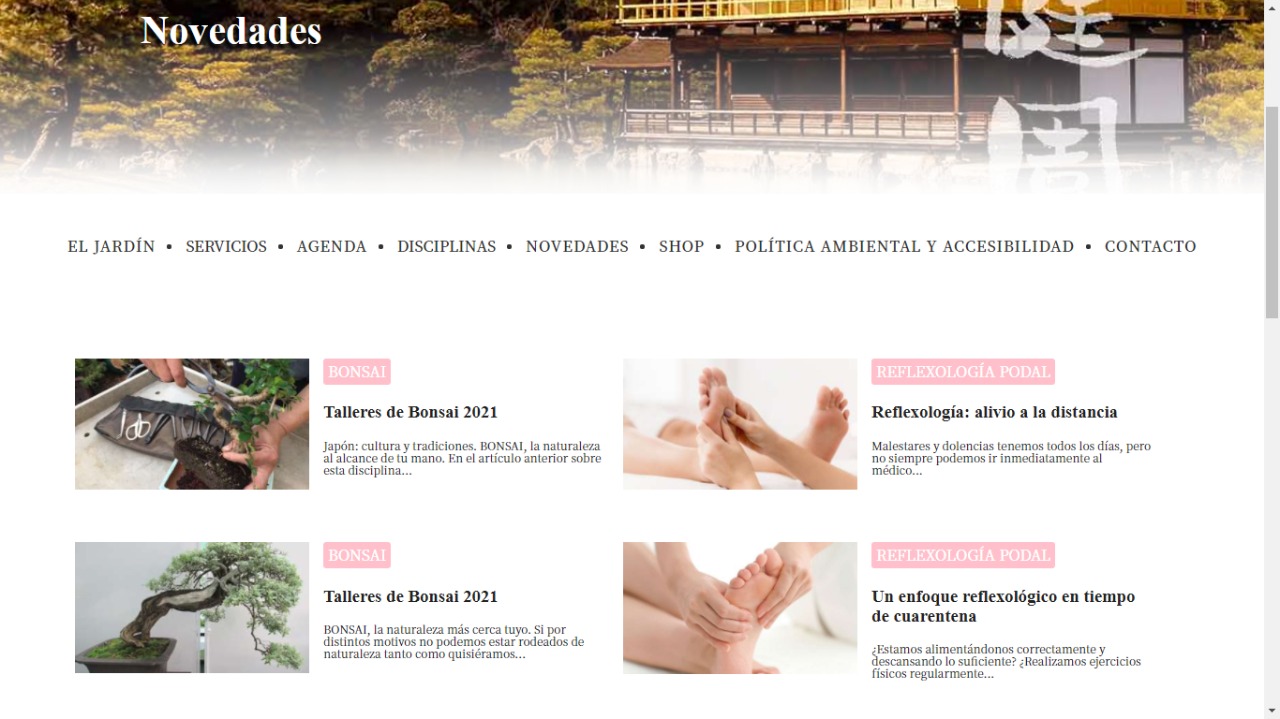 Novedades
庭
園
EL JARDÍN • SERVICIOS • AGENDA • DISCIPLINAS • NOVEDADES • SHOP • POLÍTICA AMBIENTAL Y ACCESIBILIDAD • CONTACTO
BONSAI
Talleres de Bonsai 2021
Japón: cultura y tradiciones. BONSAI, la naturaleza
al alcance de tu mano. En el artículo anterior sobre
esta disciplina...
REFLEXOLOGÍA PODAL
Reflexología: alivio a la distancia
Malestares y dolencias tenemos todos los días, pero
no siempre podemos ir inmediatamente al
médico...
BONSAI
Talleres de Bonsai 2021
BONSAI, la naturaleza más cerca tuyo. Si por
distintos motivos no podemos estar rodeados de
naturaleza tanto como quisiéramos...
REFLEXOLOGÍA PODAL
Un enfoque reflexológico en tiempo
de cuarentena
¿Estamos alimentándonos correctamente y
descansando lo suficiente? ¿Realizamos ejercicios
físicos regularmente...